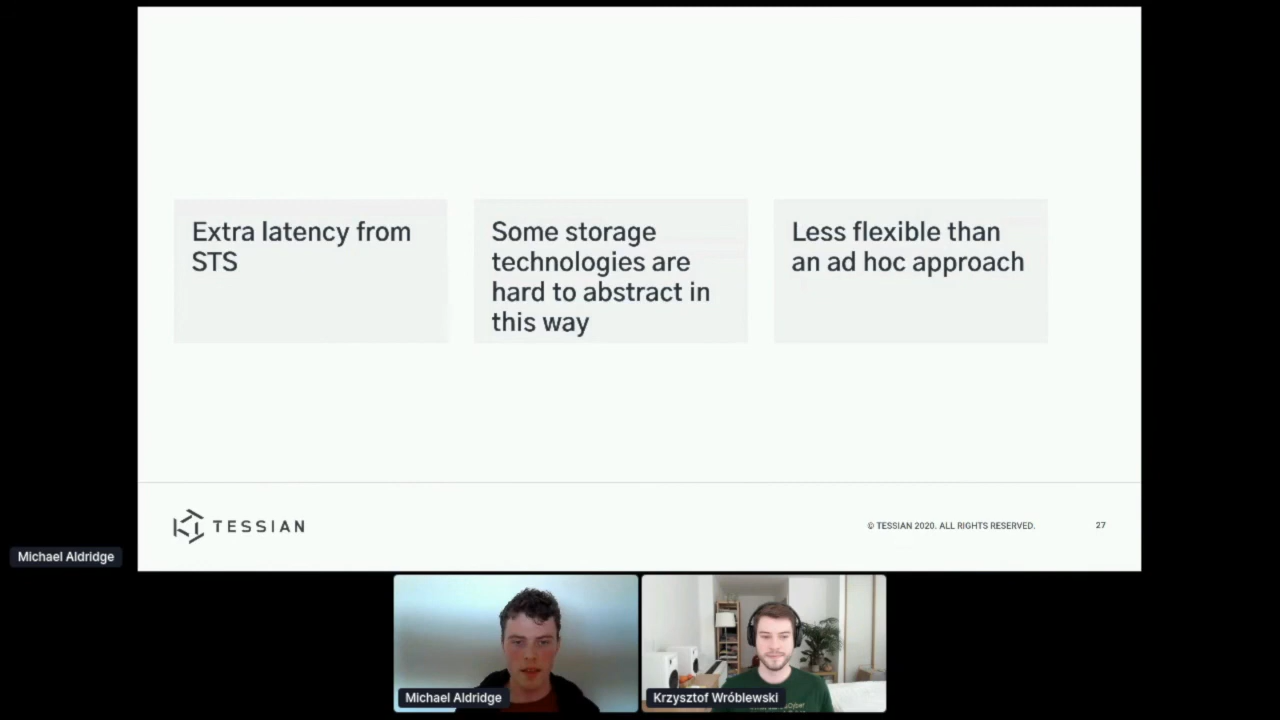 Extra latency from
STS
Some storage
technologies are
hard to abstract in
this way
Less flexible than
an ad hoc approach
TESSIAN
© TESSIAN 2020. ALL RIGHTS RESERVED.
27
Michael Aldridge
Michael Aldridge
Krzysztof Wróblewski